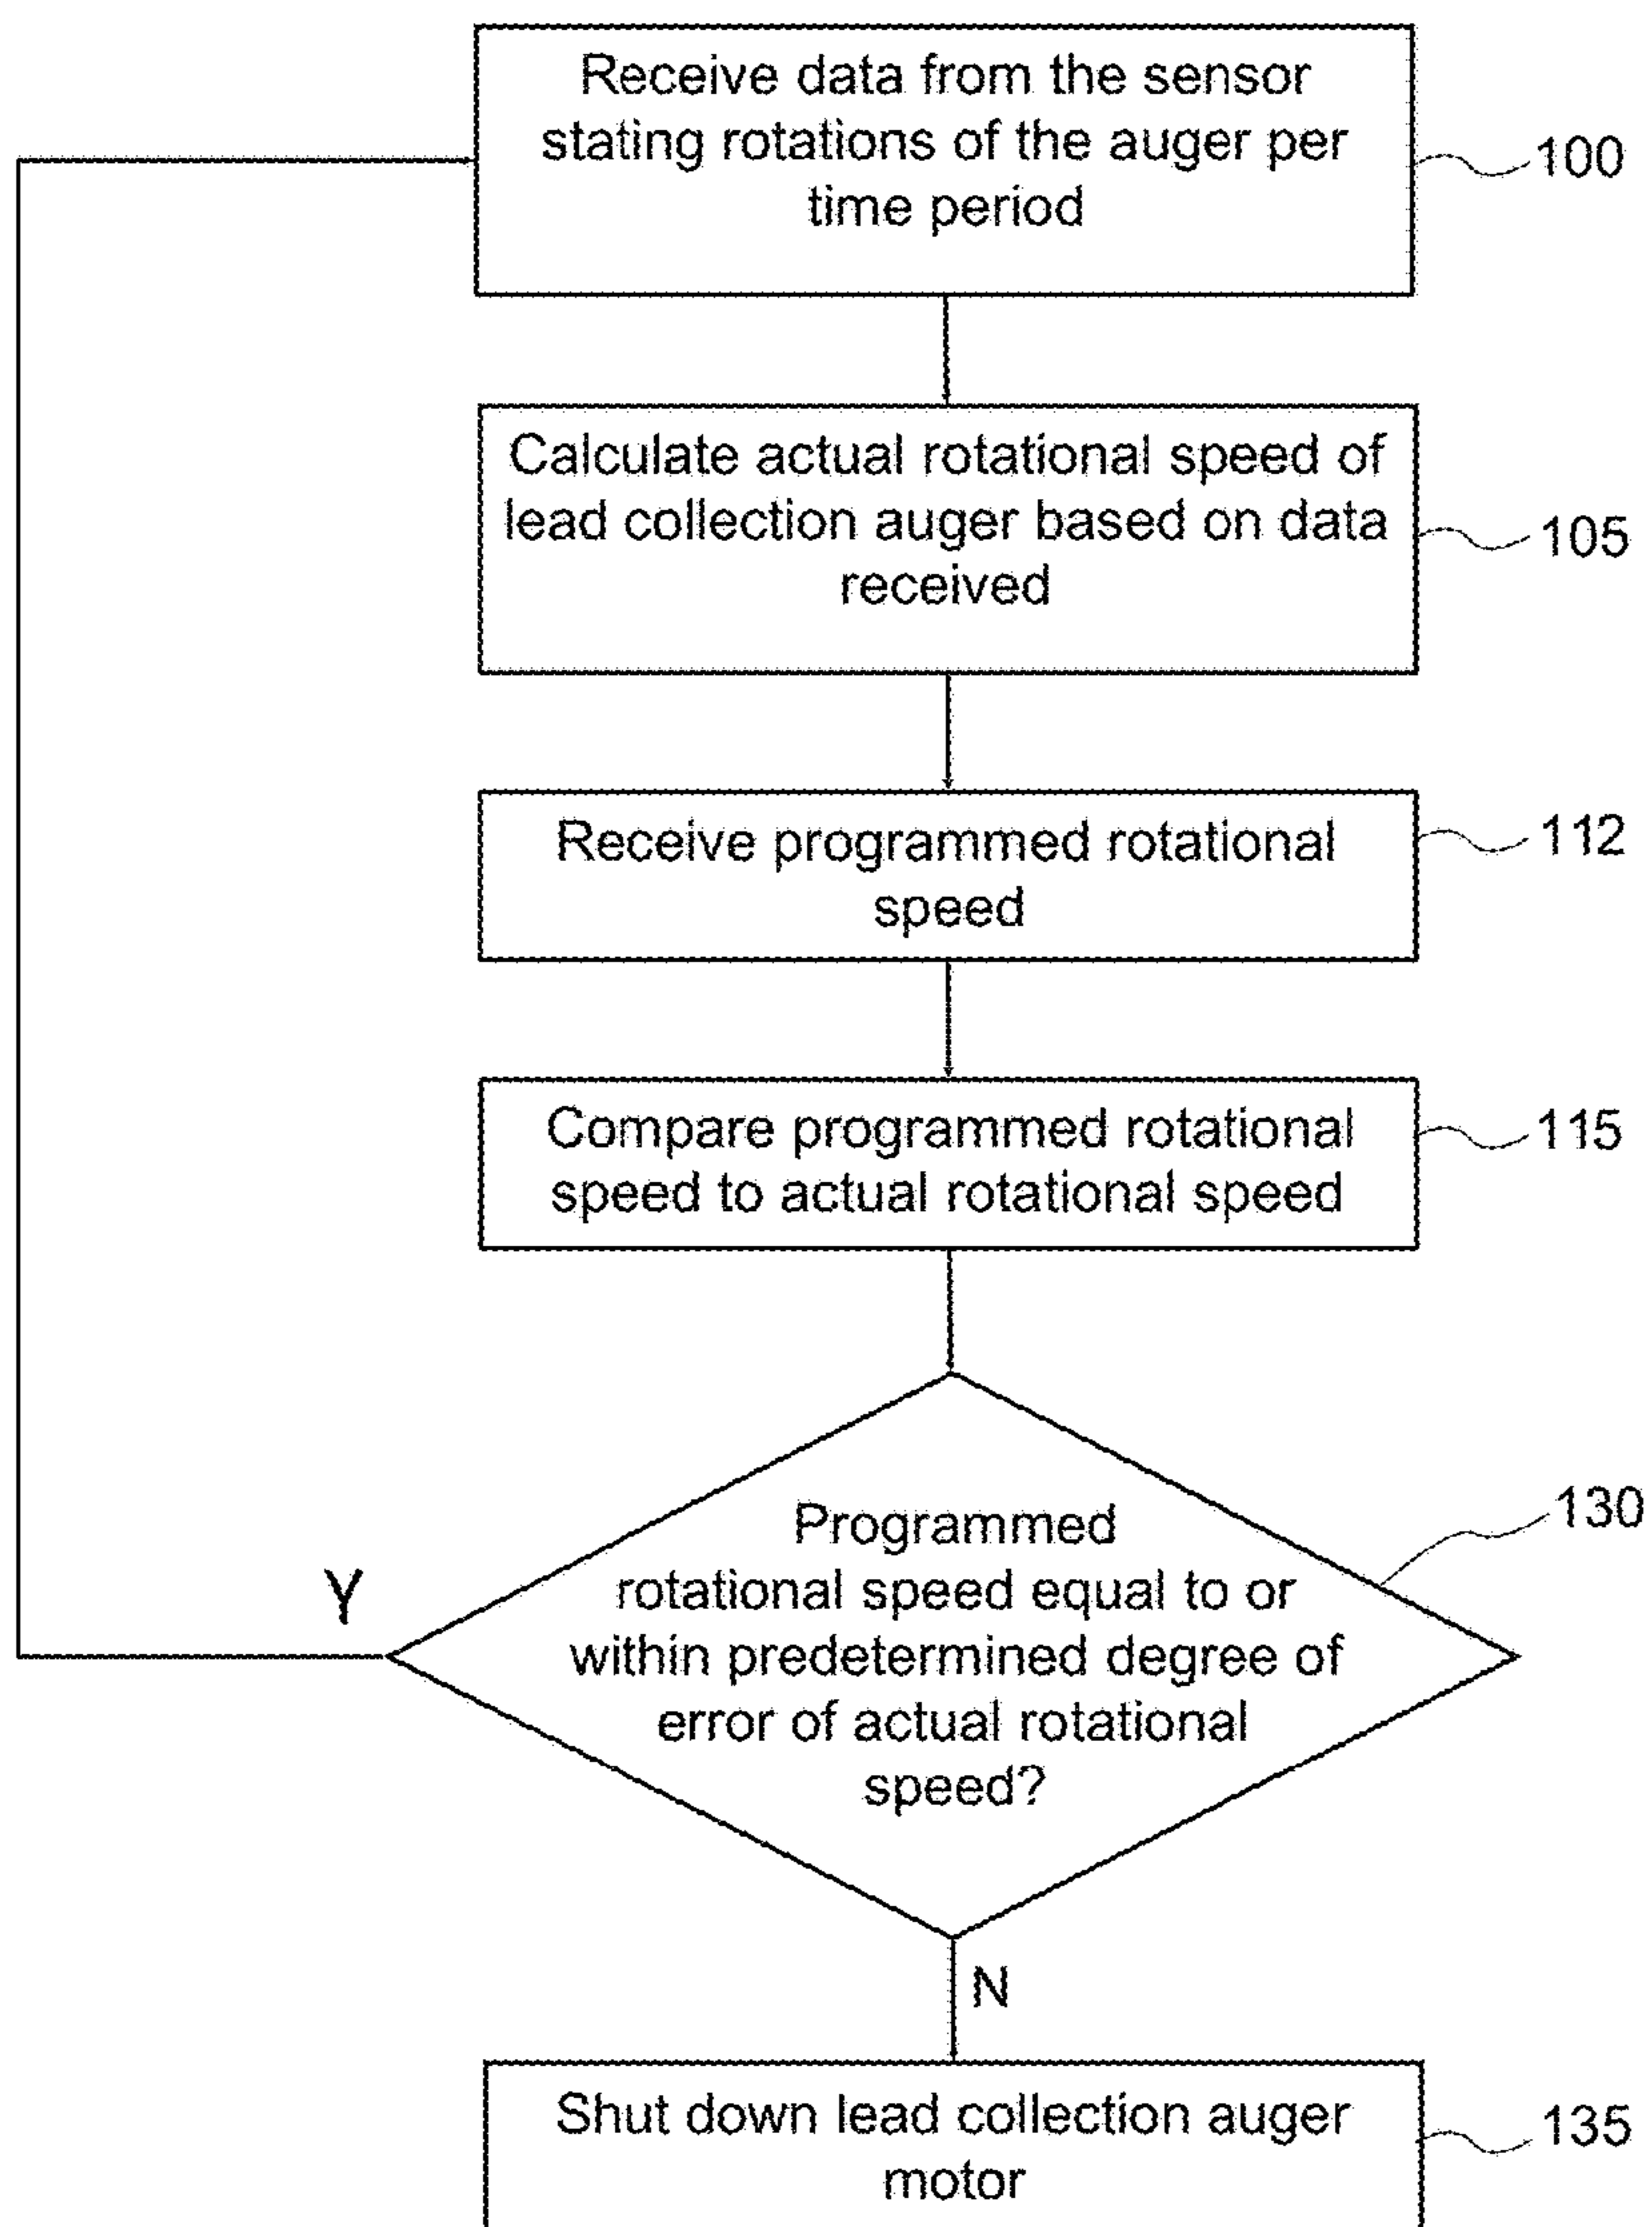 Receive data from the sensor
stating rotations of the auger per
time period
100
Calculate actual rotational speed of
lead collection auger based on data
received
105
Receive programmed rotational
speed
112
Compare programmed rotational
speed to actual rotational speed
115
Programmed
rotational speed equal to or
within predetermined degree of
error of actual rotational
speed?
130
Y
N
Shut down lead collection auger
motor
135